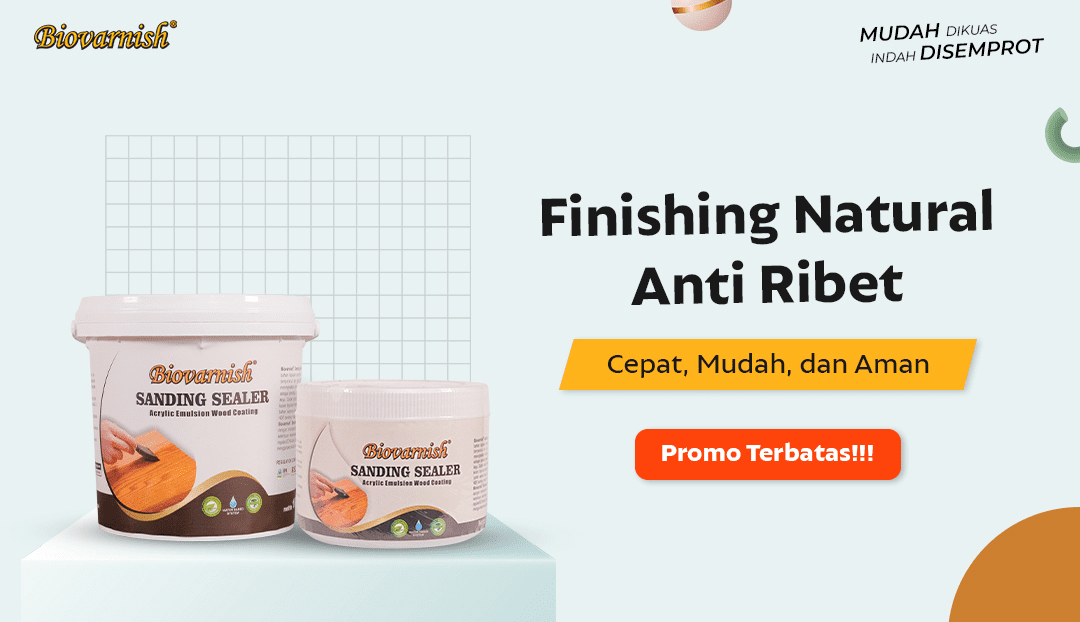 Biovarnish®
MUDAH DIKUAS
INDAH DISEMPROT
Finishing Natural
Anti Ribet
Cepat, Mudah, dan Aman
Promo Terbatas!!!
Biovarnish®
SANDING SEALER
Acrylic Emulsion Wood Coating
Biovarnish®
SANDING SEALER
Acrylic Emulsion Wood Coating